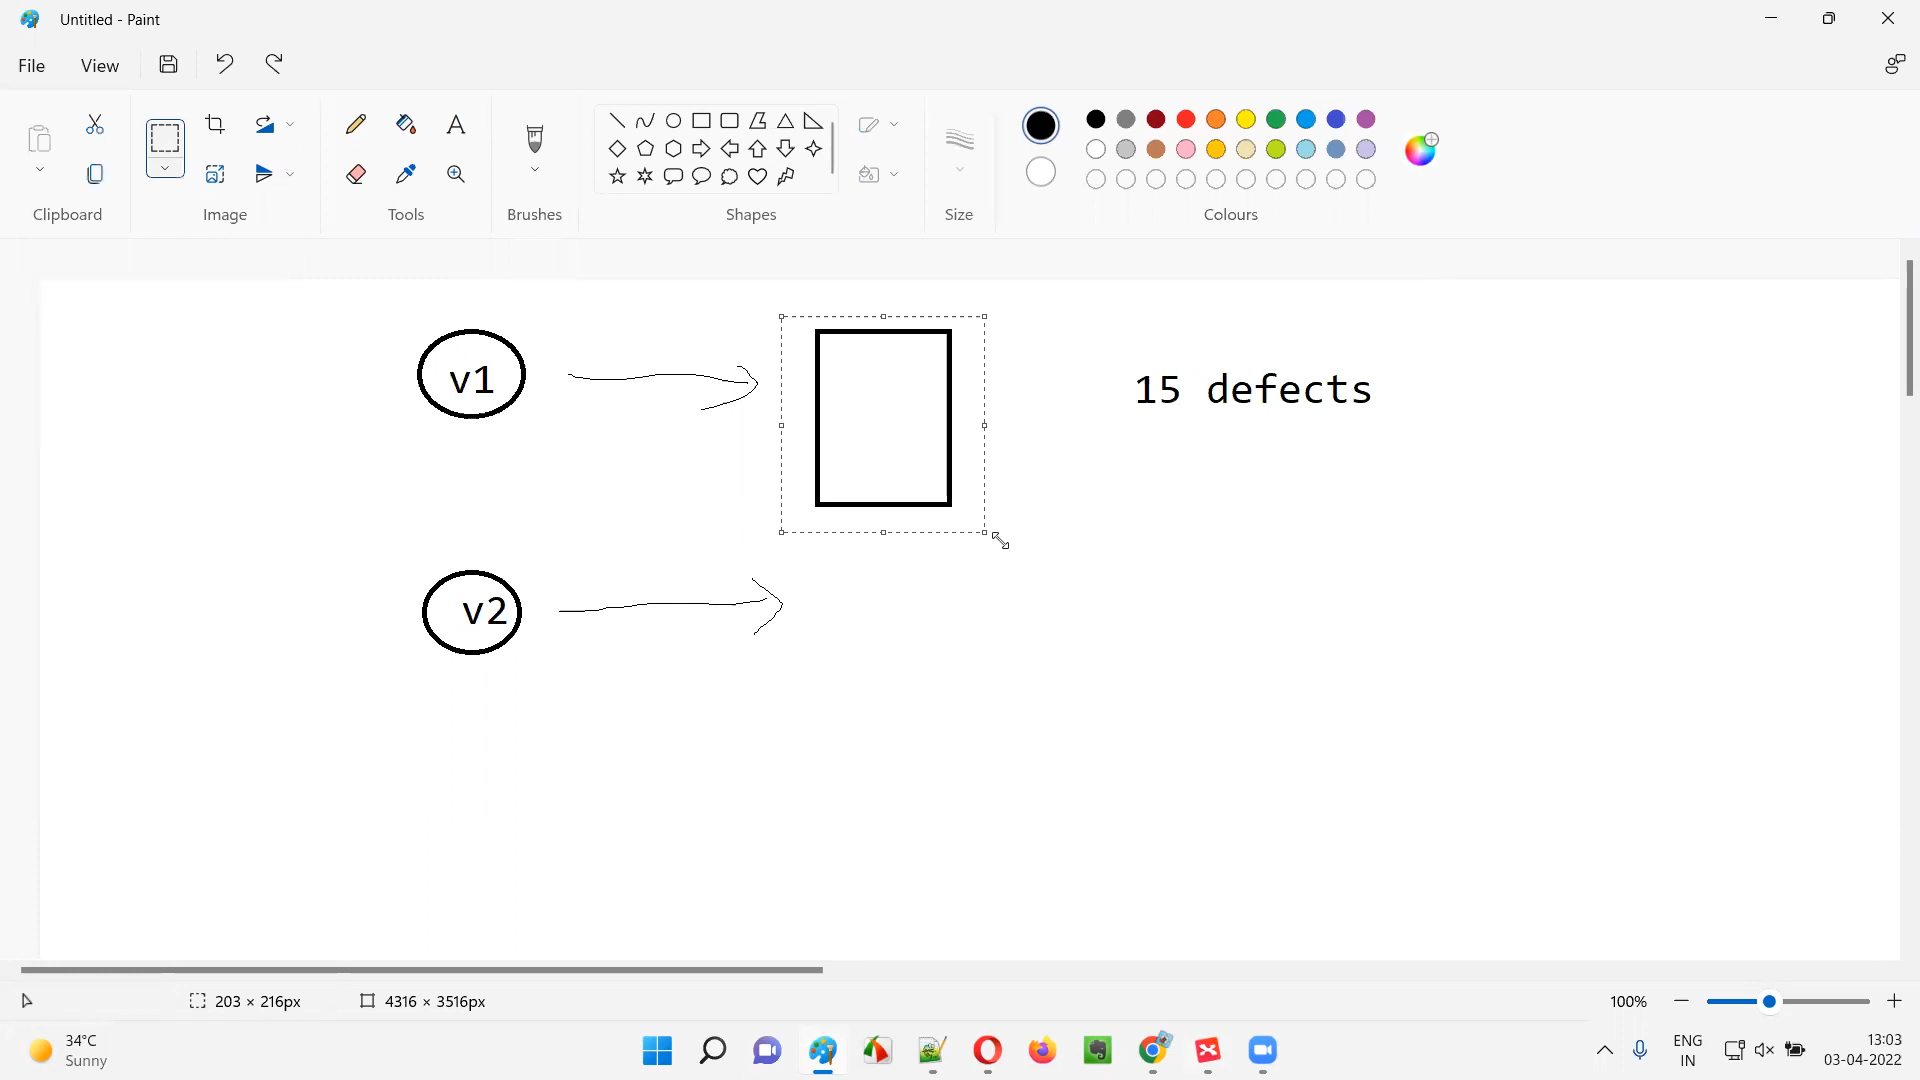 Untitled - Paint
File View
Clipboard Image Tools Brushes Shapes Size Colours
v1
15 defects
v2
203 × 216px 4316 × 3516px 100%
34°C
Sunny
ENG
IN
13:03
03-04-2022